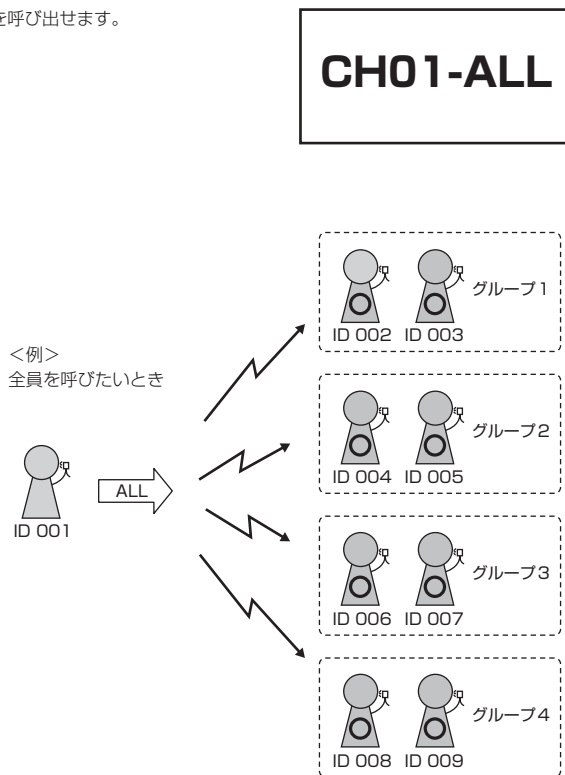 を呼び出せます。
CH01-ALL
<例>
全員を呼びたいとき
ID 001
ALL
グループ1
ID 002 ID 003
グループ2
ID 004 ID 005
グループ3
ID 006 ID 007
グループ4
ID 008 ID 009